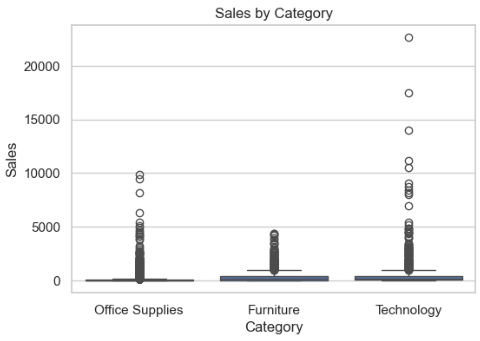 Sales by Category
Sales
20000
15000
10000
5000
0
Office Supplies
Furniture
Technology
Category